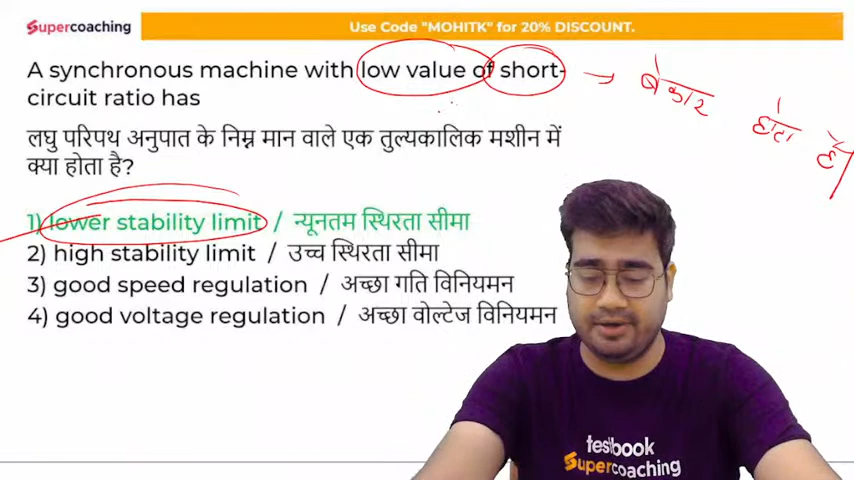 Supercoaching
Use Code "MOHITK" for 20% DISCOUNT.
A synchronous machine with low value of short-
circuit ratio has
बेकार होता है
लघु परिपथ अनुपात के निम्न मान वाले एक तुल्यकालिक मशीन में
क्या होता है?
1) lower stability limit / न्यूनतम स्थिरता सीमा
2) high stability limit / उच्च स्थिरता सीमा
3) good speed regulation / अच्छा गति विनियमन
4) good voltage regulation / अच्छा वोल्टेज विनियमन
testbook
Supercoaching